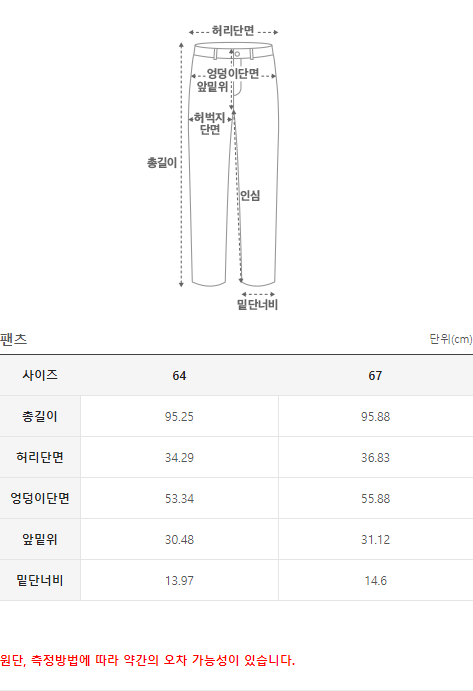 허리단면
엉덩이단면
앞밑위
허벅지
단면
총길이
인심
밑단너비
팬츠 단위(cm)
사이즈 64 67
총길이 95.25 95.88
허리단면 34.29 36.83
엉덩이단면 53.34 55.88
앞밑위 30.48 31.12
밑단너비 13.97 14.6
원단, 측정방법에 따라 약간의 오차 가능성이 있습니다.